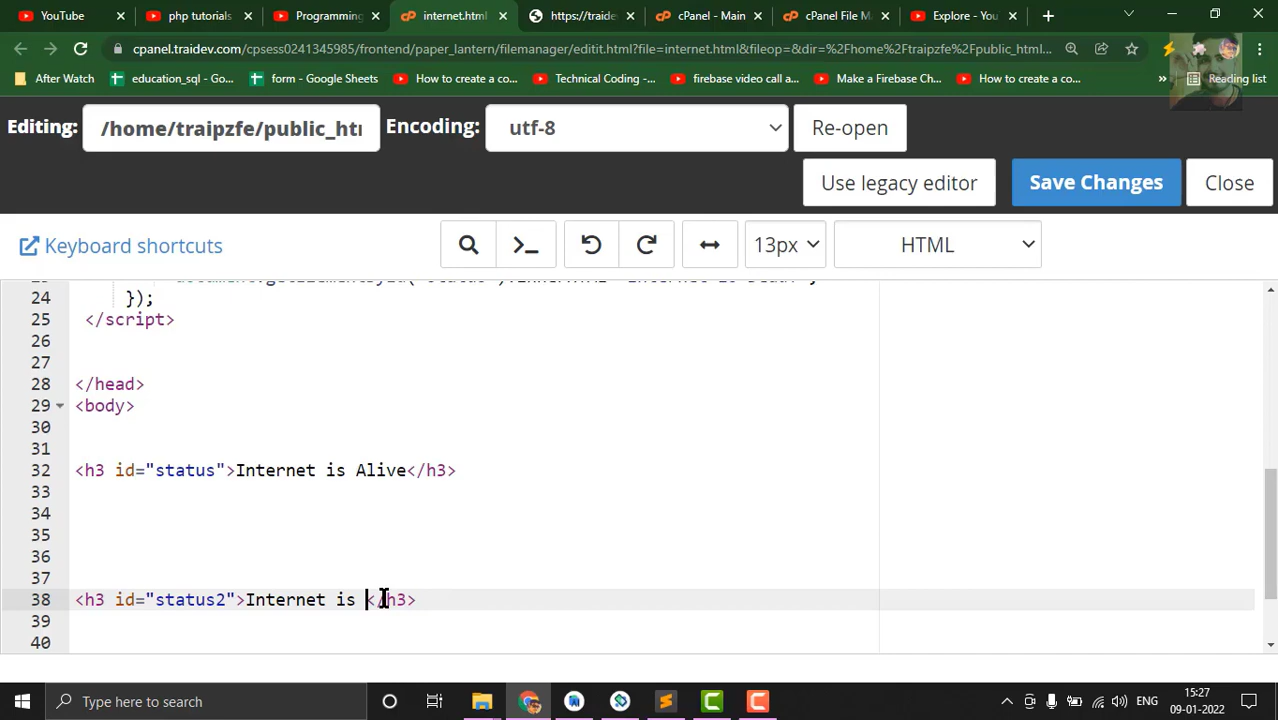 YouTube
php tutorials
Programming
internet.html
https://traide
cPanel - Main
cPanel File M
Explore - You
cpanel.traidev.com/cpsess0241345985/frontend/paper_lantern/filemanager/editit.html?file=internet.html&fileop=&dir=%2Fhome%2Ftraipzfe%2Fpublic_html...
After Watch
education_sql - Go...
form - Google Sheets
How to create a co...
Technical Coding -...
firebase video call a...
Make a Firebase Ch...
How to create a co...
»
Reading list
Editing: /home/traipzfe/public_htı Encoding: utf-8 Re-open
Use legacy editor Save Changes Close
Keyboard shortcuts 13px HTML
24 });
25 </script>
26
27
28 </head>
29 <body>
30
31
32 <h3 id="status">Internet is Alive</h3>
33
34
35
36
37
38 <h3 id="status2">Internet is </h3>
39
40
Type here to search
ENG
15:27
09-01-2022